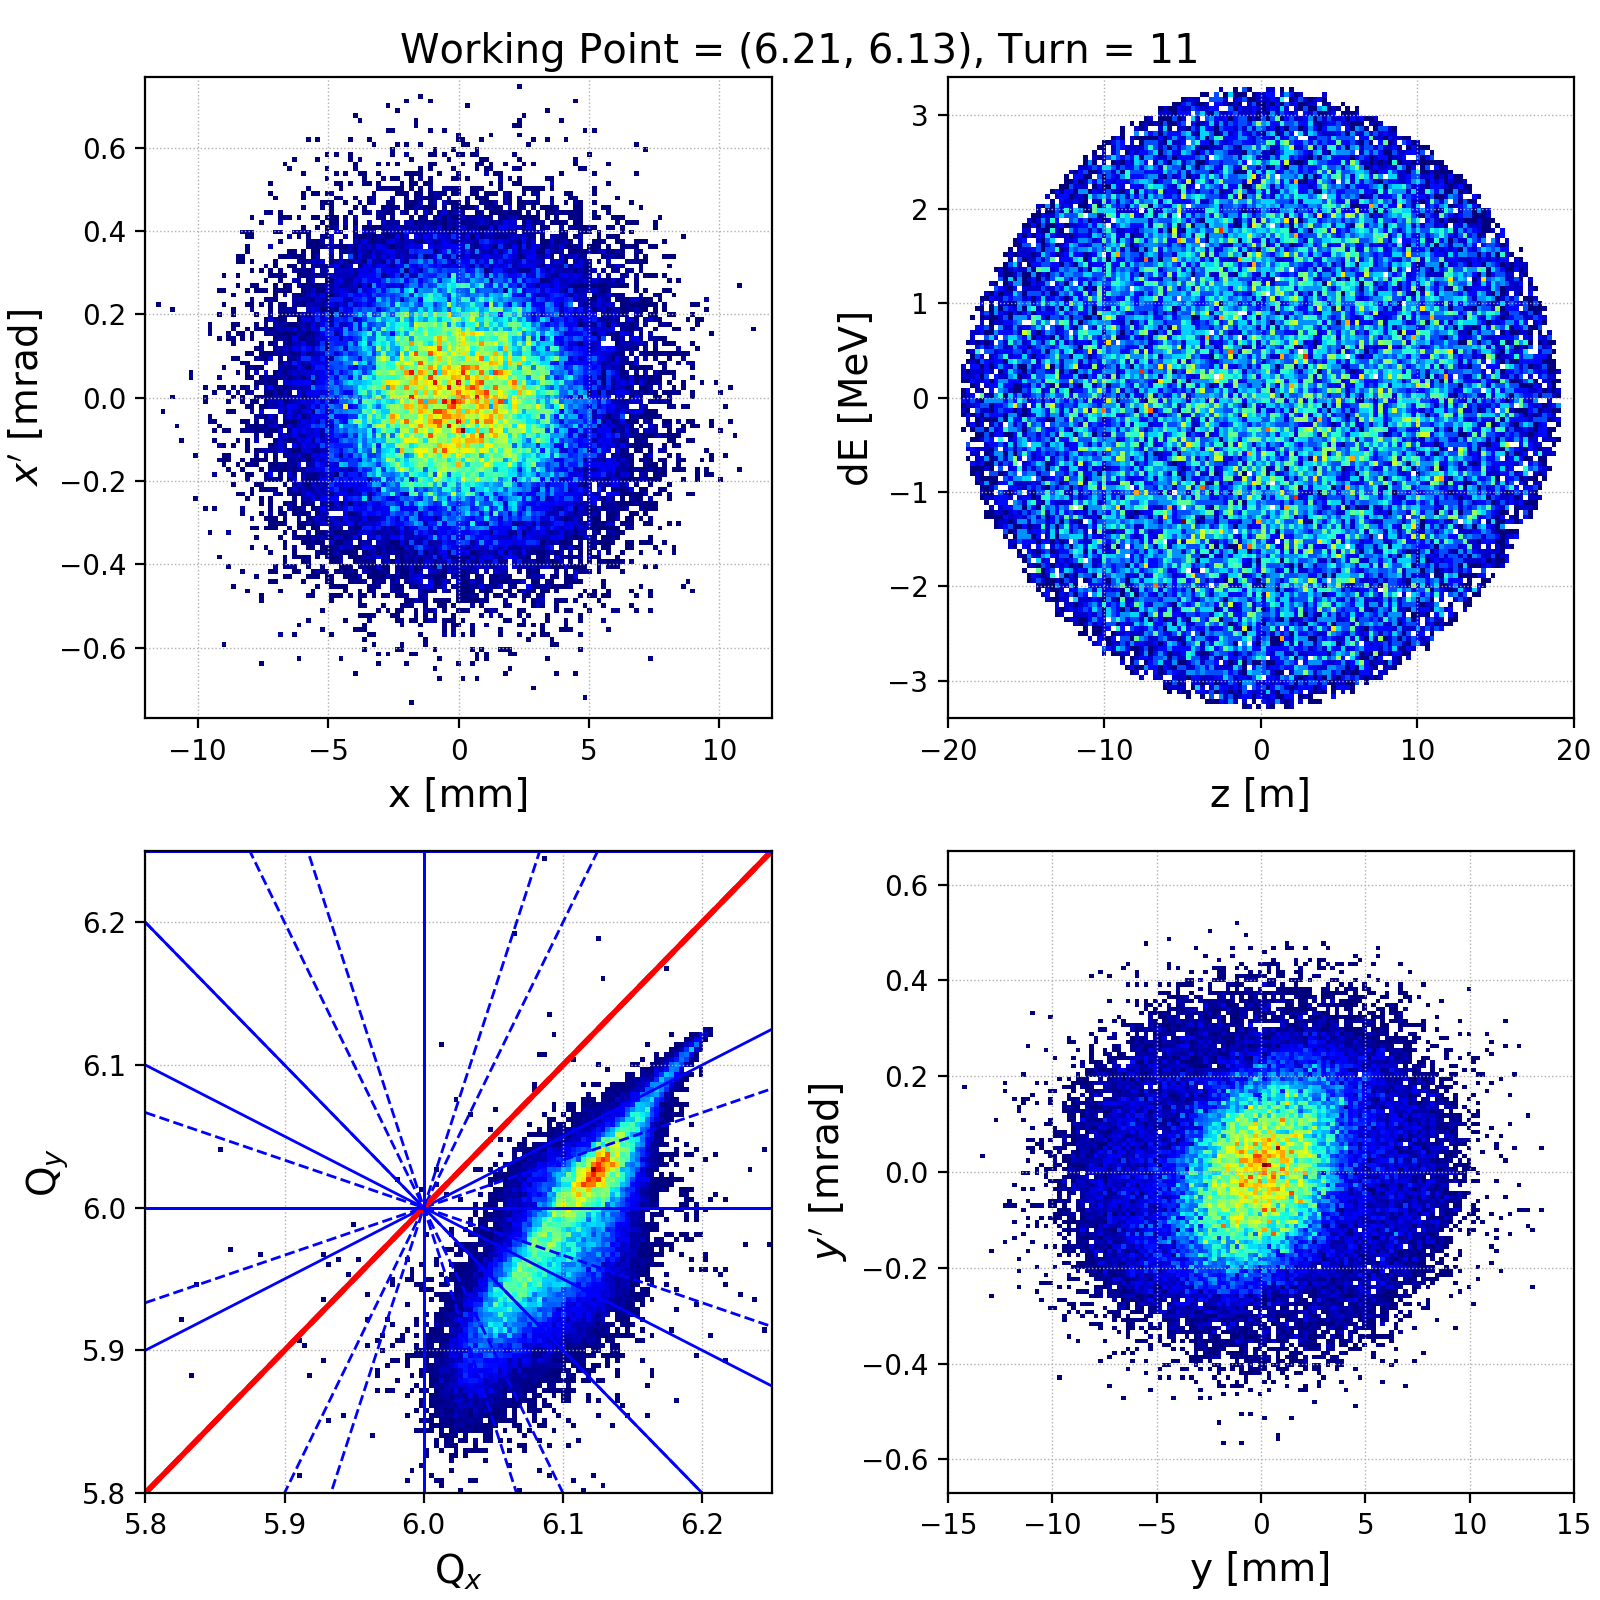 Working Point = (6.21, 6.13), Turn = 11
0.6
0.4
0.2
0.0
−0.2
−0.4
−0.6
x′ [mrad]
−10 −5 0 5 10
x [mm]
3
2
1
0
−1
−2
−3
dE [MeV]
−20 −10 0 10 20
z [m]
6.2
6.1
6.0
5.9
5.8
Qy
5.8 5.9 6.0 6.1 6.2
Qx
0.6
0.4
0.2
0.0
−0.2
−0.4
−0.6
y′ [mrad]
−15 −10 −5 0 5 10 15
y [mm]